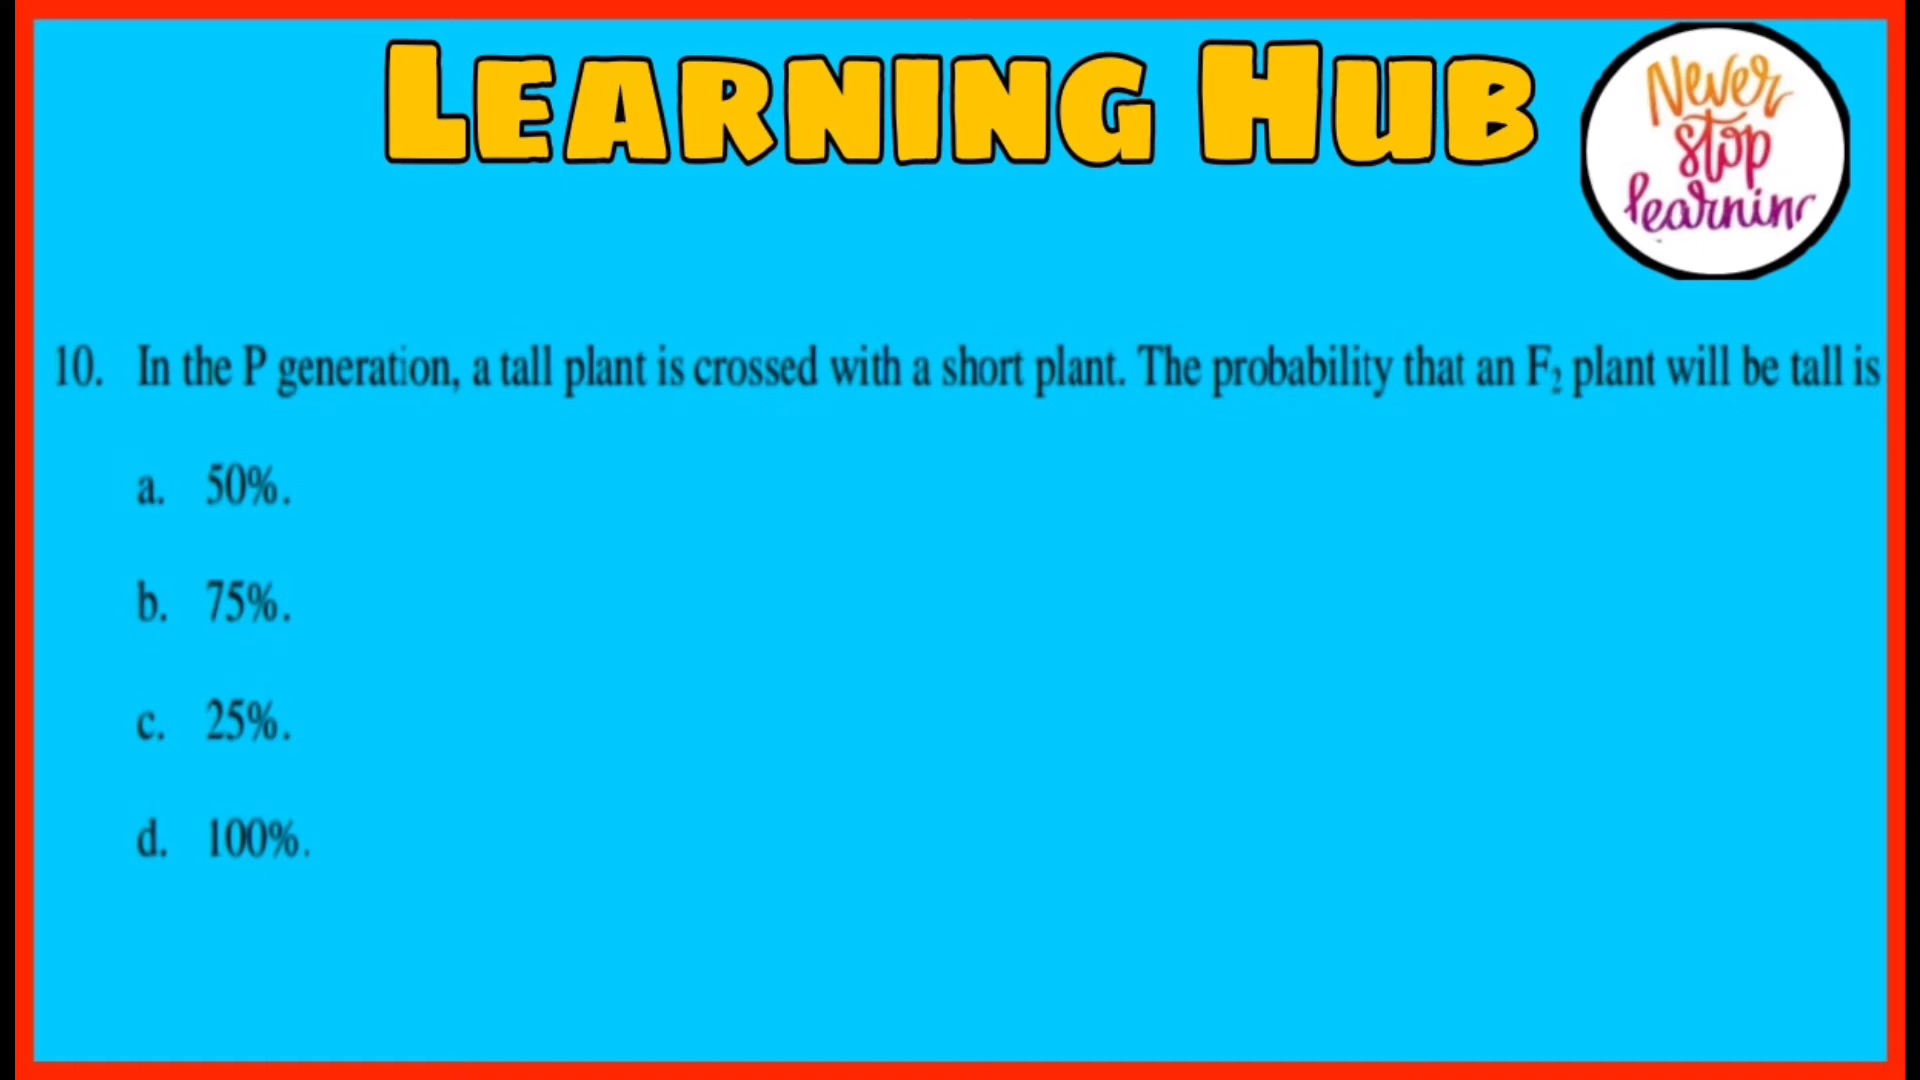 LEARNING HUB
Never
stop
learnin
10. In the P generation, a tall plant is crossed with a short plant. The probability that an F₂ plant will be tall is
a. 50%.
b. 75%.
c. 25%.
d. 100%.